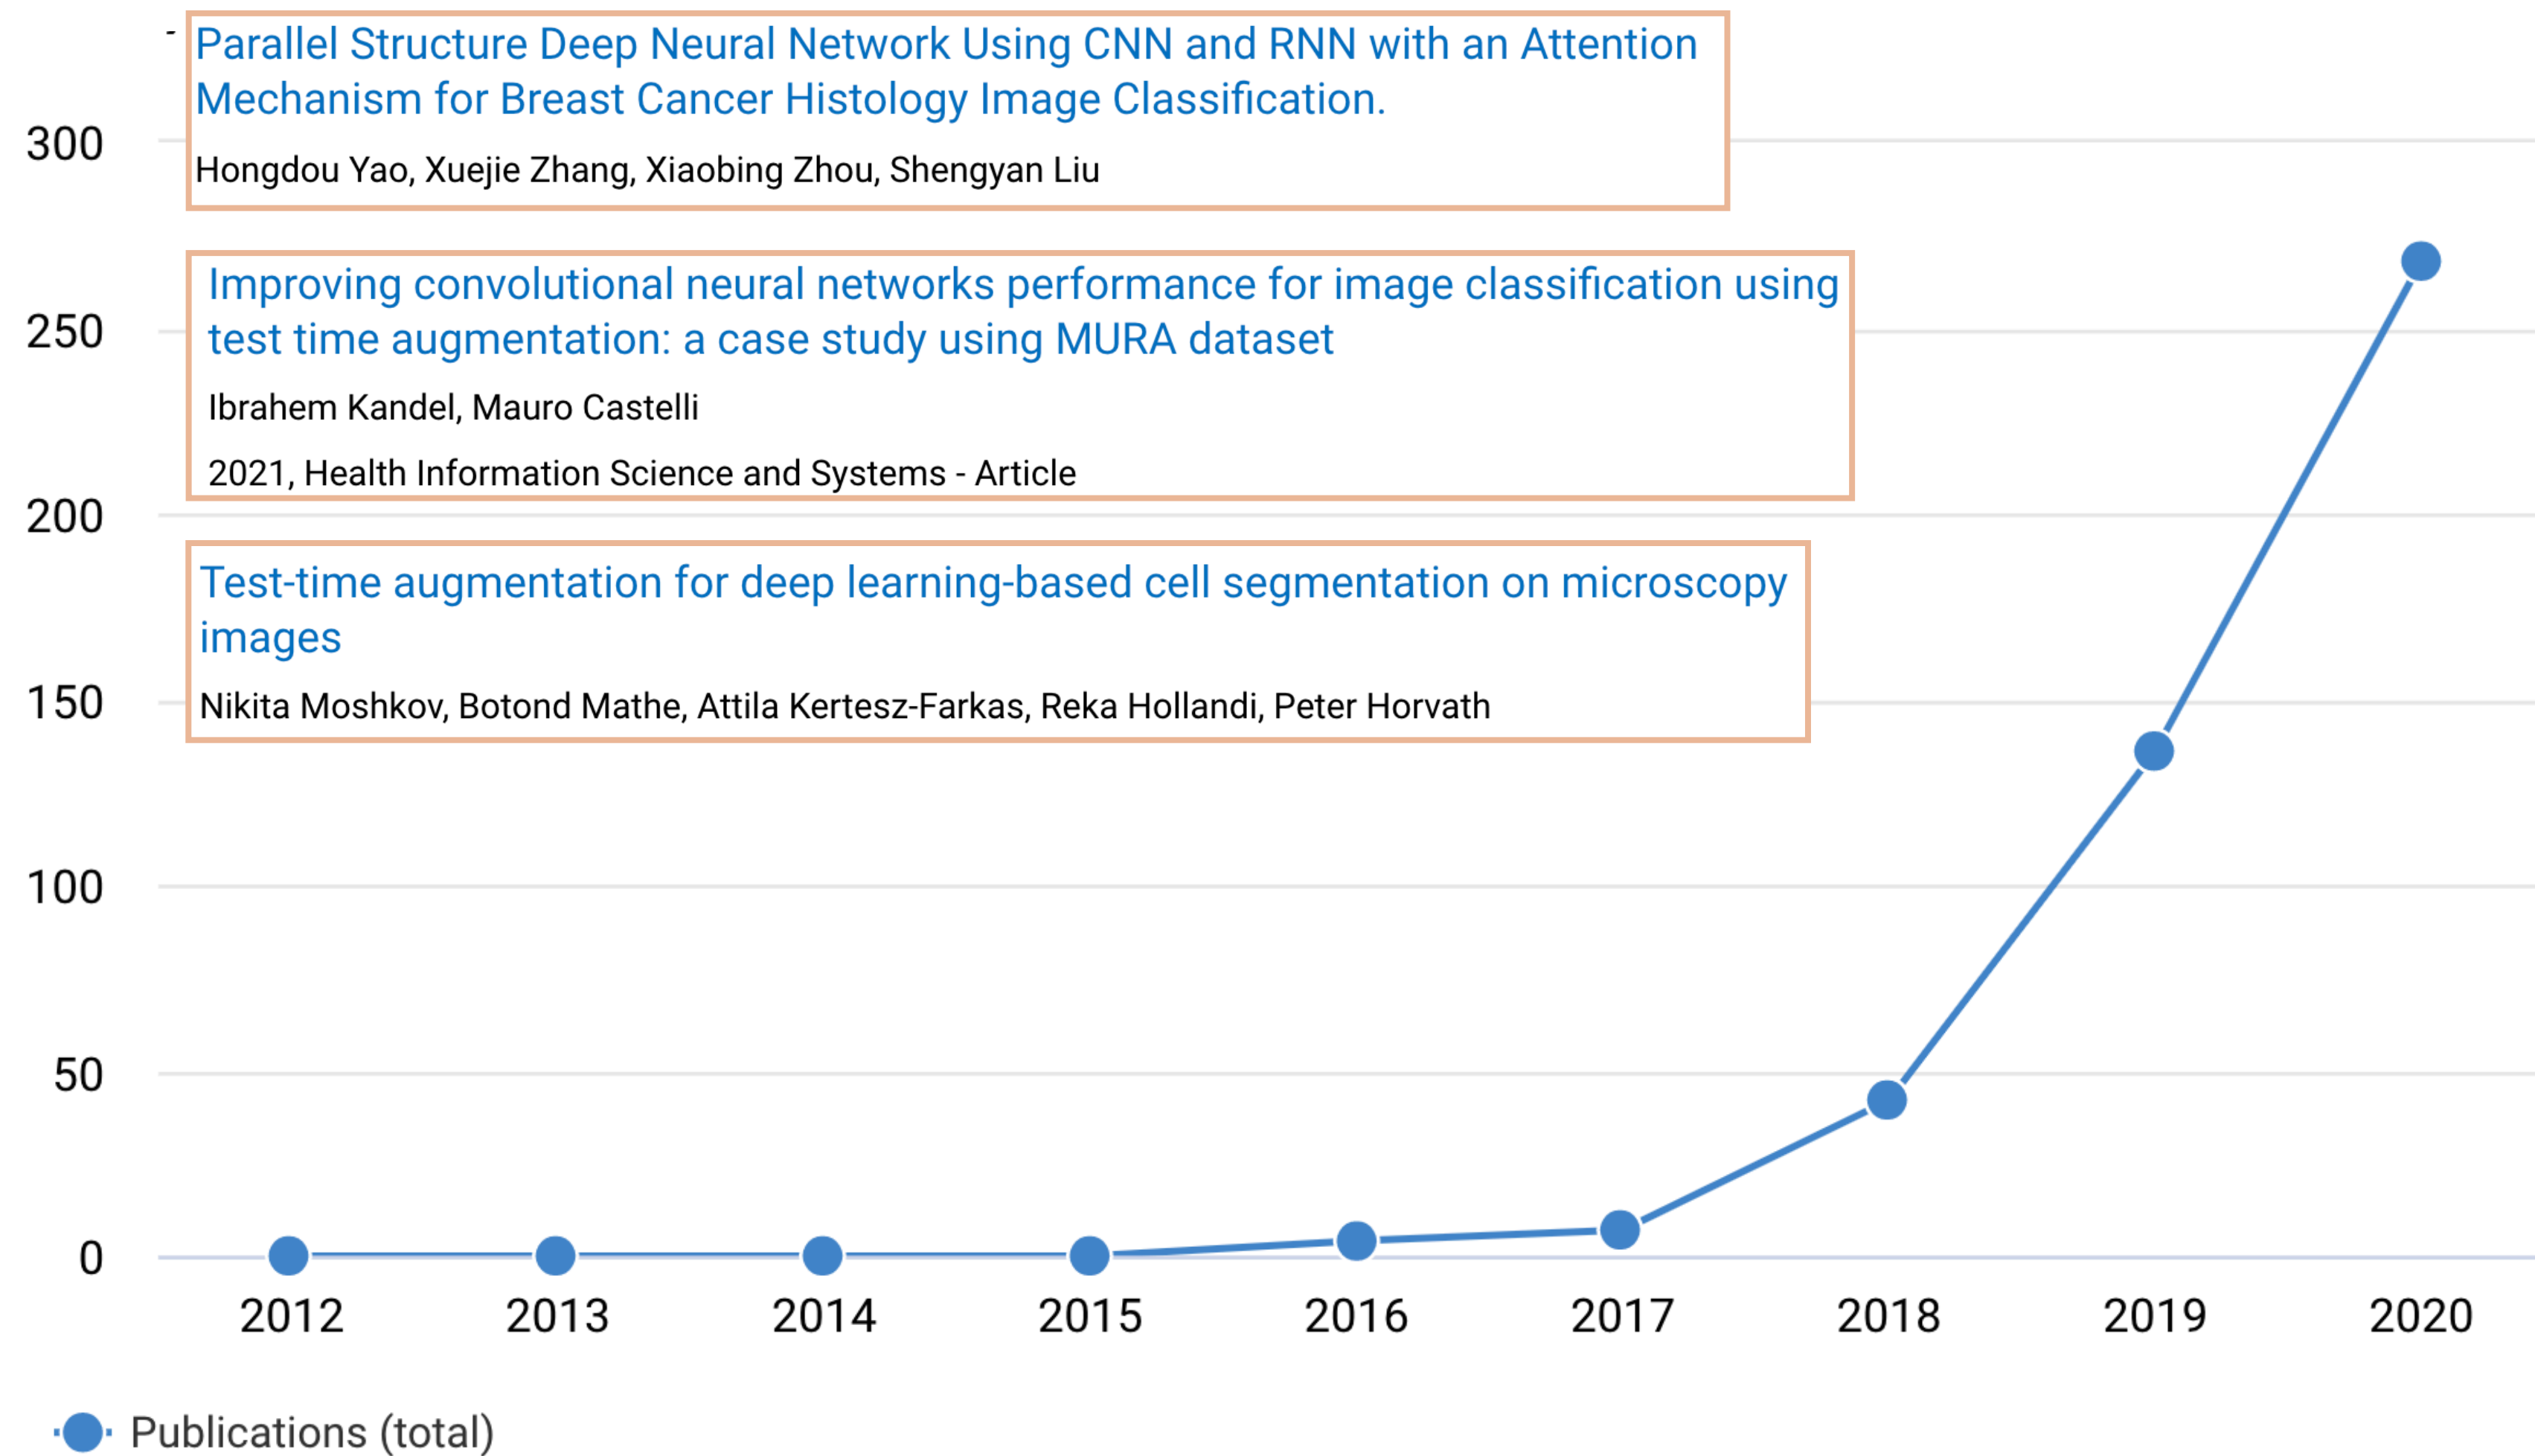 Parallel Structure Deep Neural Network Using CNN and RNN with an Attention
Mechanism for Breast Cancer Histology Image Classification.
300
Hongdou Yao, Xuejie Zhang, Xiaobing Zhou, Shengyan Liu
Improving convolutional neural networks performance for image classification using
250
test time augmentation: a case study using MURA dataset
Ibrahem Kandel, Mauro Castelli
2021, Health Information Science and Systems - Article
200
Test-time augmentation for deep learning-based cell segmentation on microscopy
images
150
Nikita Moshkov, Botond Mathe, Attila Kertesz-Farkas, Reka Hollandi, Peter Horvath
100
50
0
2012 2013 2014 2015 2016 2017 2018 2019 2020
Publications (total)